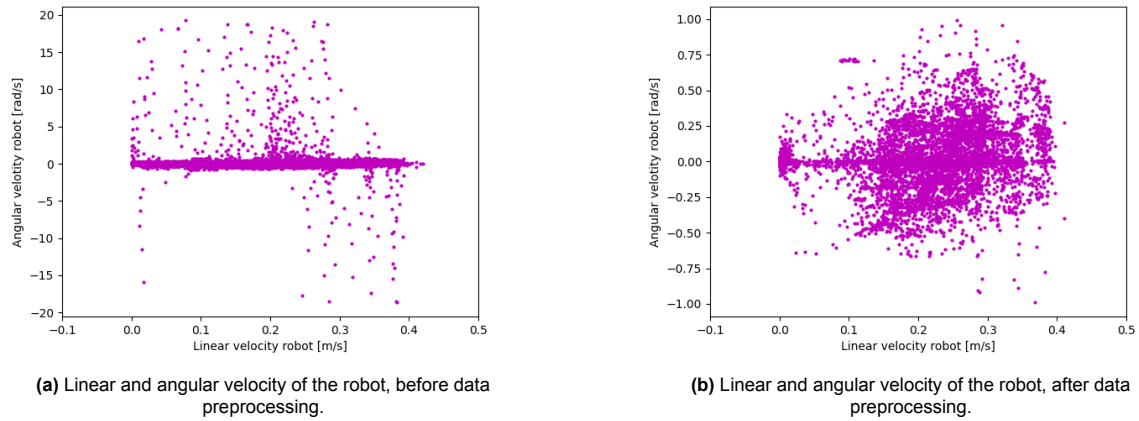 20
15
10
5
0
−5
−10
−15
−20
Angular velotity robot [rad/s]
−0.1 0.0 0.1 0.2 0.3 0.4 0.5
Linear velocity robot [m/s]
(a) Linear and angular velocity of the robot, before data
preprocessing.
1.00
0.75
0.50
0.25
0.00
−0.25
−0.50
−0.75
−1.00
Angular velotity robot [rad/s]
−0.1 0.0 0.1 0.2 0.3 0.4 0.5
Linear velocity robot [m/s]
(b) Linear and angular velocity of the robot, after data
preprocessing.